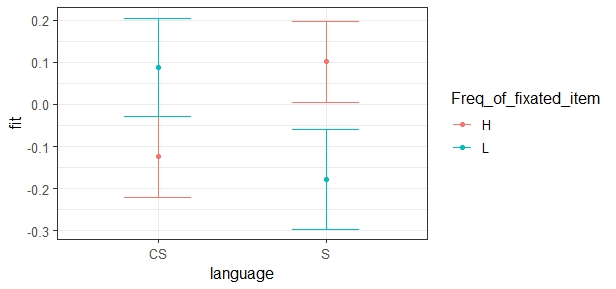 0.2
0.1
0.0
-0.1
-0.2
-0.3
fit
CS S
language
Freq_of_fixated_item
H
L